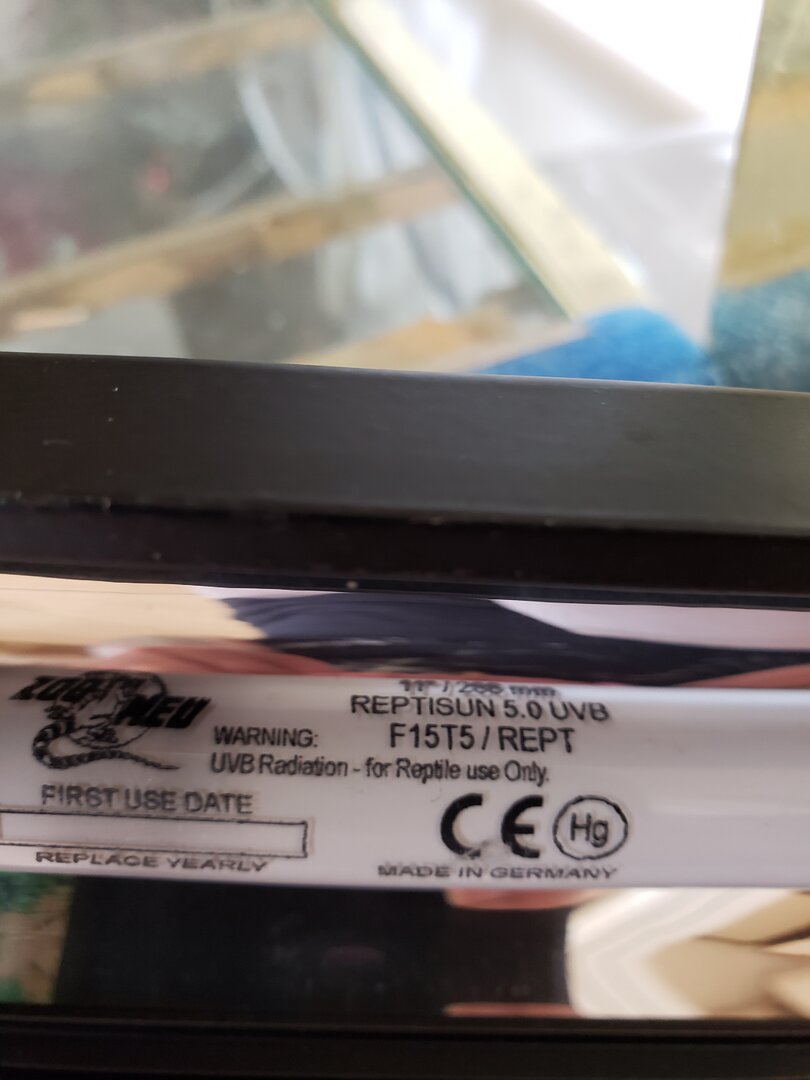 ZOO MED
11" / 288 mm
REPTISUN 5.0 UVB
F15T5 / REPT
WARNING:
UVB Radiation - for Reptile use Only.
FIRST USE DATE
REPLACE YEARLY
CE Hg
MADE IN GERMANY